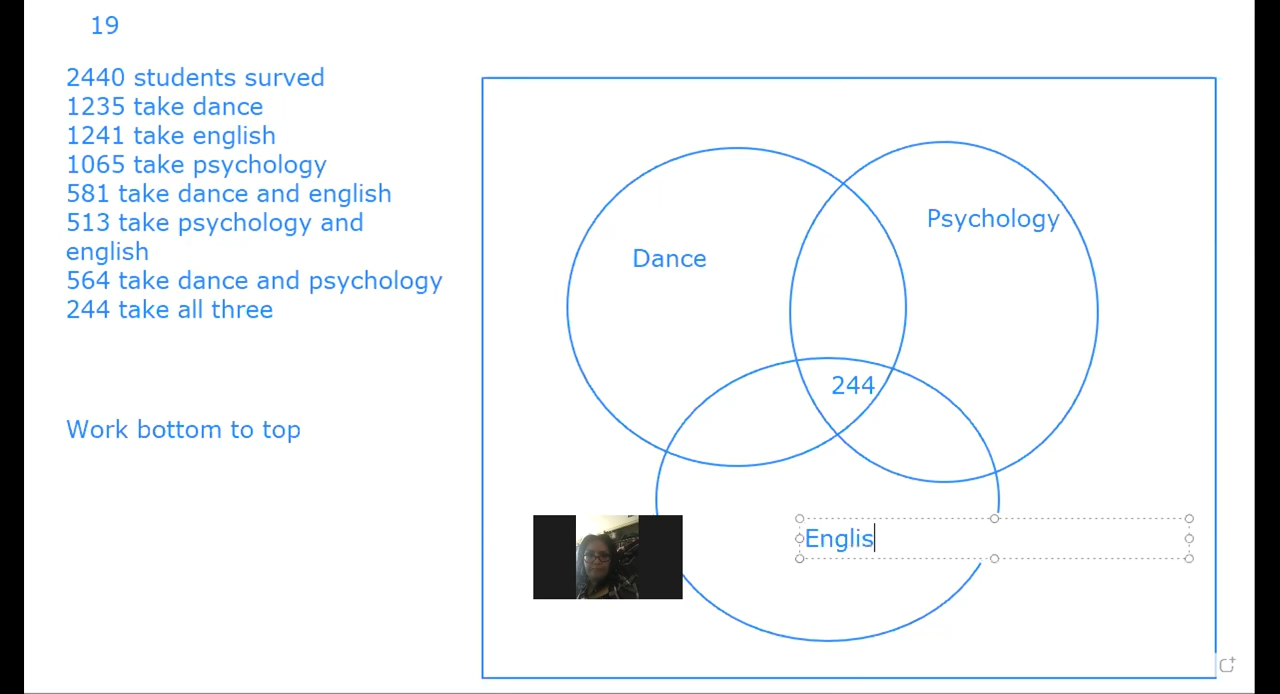 19
2440 students surved
1235 take dance
1241 take english
1065 take psychology
581 take dance and english
513 take psychology and
english
564 take dance and psychology
244 take all three
Work bottom to top
Psychology
Dance
244
Englis